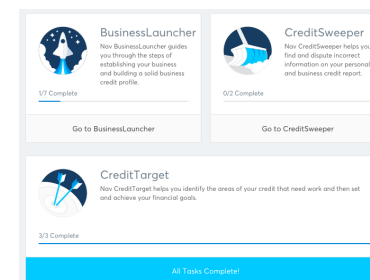 BusinessLauncher
Nav BusinessLauncher guides
you through the steps of
establishing your business
and building a solid business
credit profile.
1/7 Complete
Go to BusinessLauncher
CreditSweeper
Nav CreditSweeper helps you
find and dispute incorrect
information on your personal
and business credit report.
0/2 Complete
Go to CreditSweeper
CreditTarget
Nav CreditTarget helps you identify the areas of your credit that need work and then set
and achieve your financial goals.
3/3 Complete
All Tasks Complete!